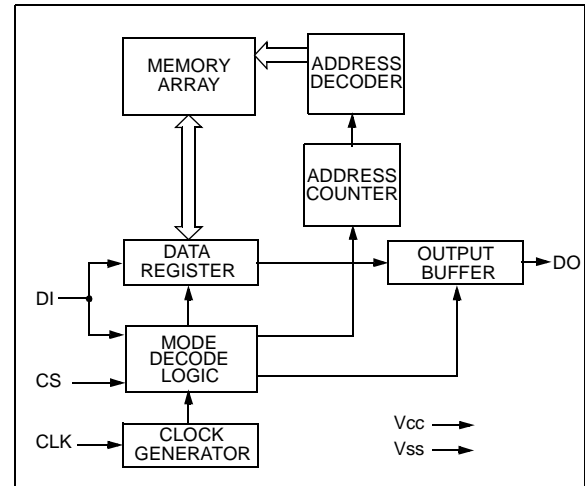 MEMORY
ARRAY
ADDRESS
DECODER
ADDRESS
COUNTER
DATA
REGISTER
OUTPUT
BUFFER
DO
DI
MODE
DECODE
LOGIC
CS
CLK
CLOCK
GENERATOR
Vcc
Vss